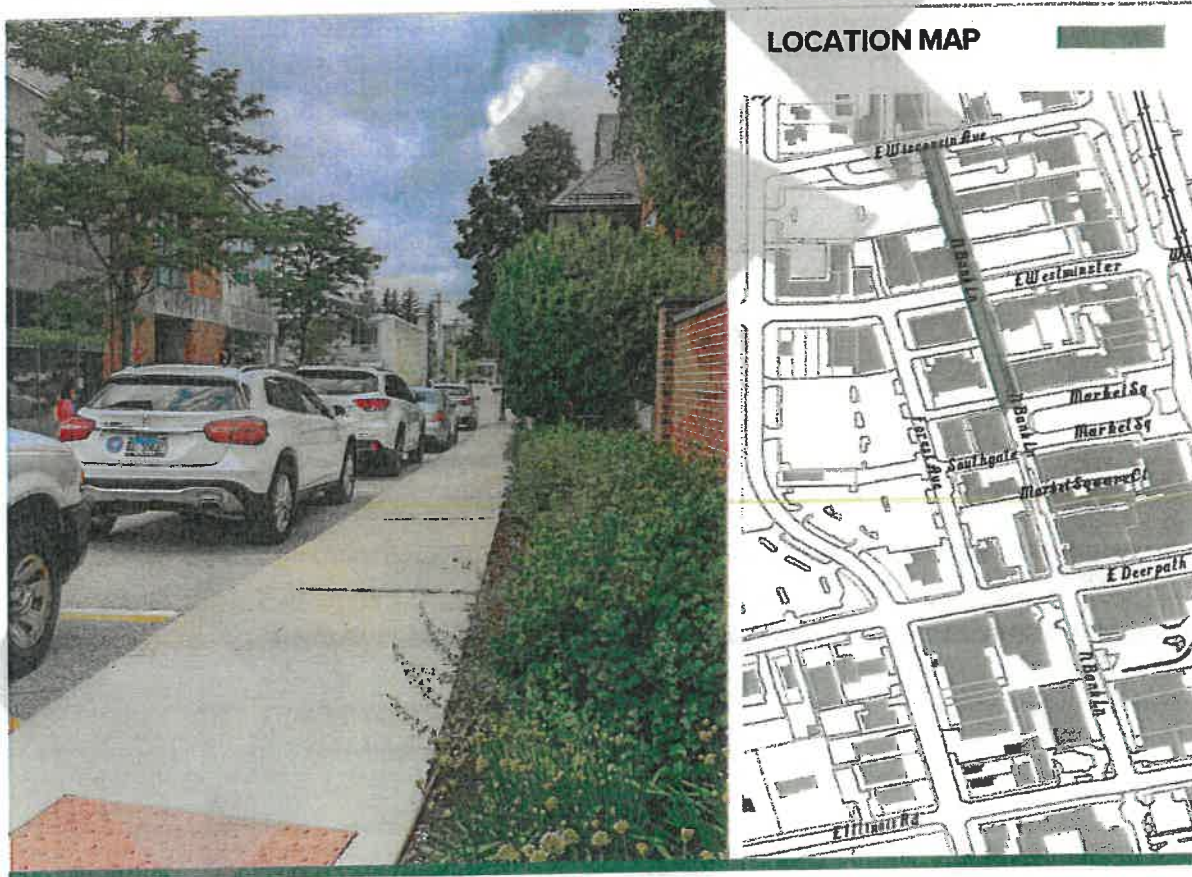 LOCATION MAP
E Wisconsin Ave
N Bank Ln
E Westminster
Market Sq
N Bank Ln
Market Sq
Forest Ave
Southgate
Market Square Ct
E Deerpath
N Bank Ln
E Illinois Rd